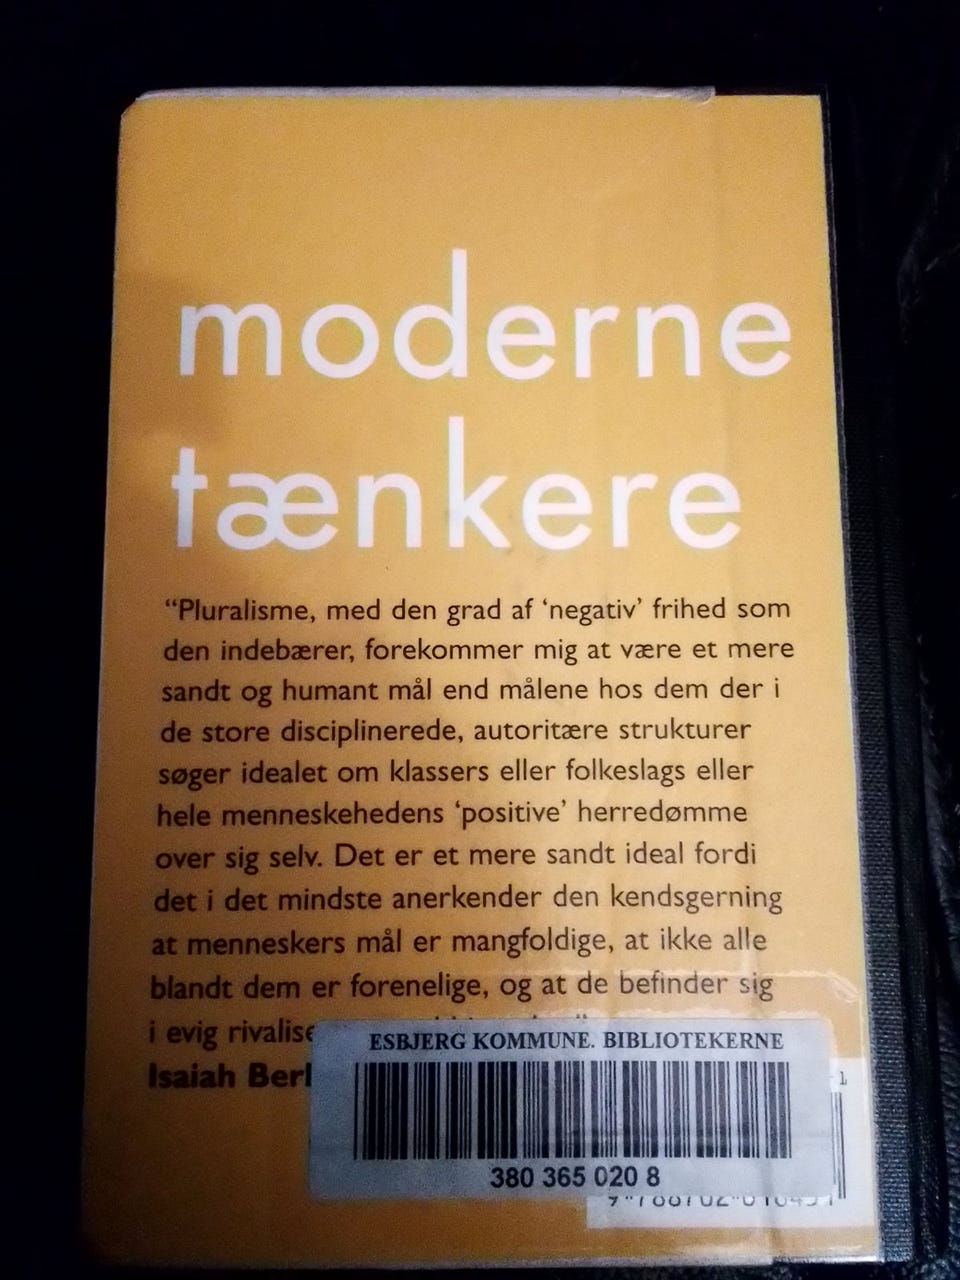 moderne
tænkere
“Pluralisme, med den grad af ‘negativ’ frihed som
den indebærer, forekommer mig at være et mere
sandt og humant mål end målene hos dem der i
de store disciplinerede, autoritære strukturer
søger idealet om klassers eller folkeslags eller
hele menneskehedens ‘positive’ herredømme
over sig selv. Det er et mere sandt ideal fordi
det i det mindste anerkender den kendsgerning
at menneskers mål er mangfoldige, at ikke alle
blandt dem er forenelige, og at de befinder sig
i evig
Isaiah
ESBJERG KOMMUNE. BIBLIOTEKERNE
1
380 365 020 8